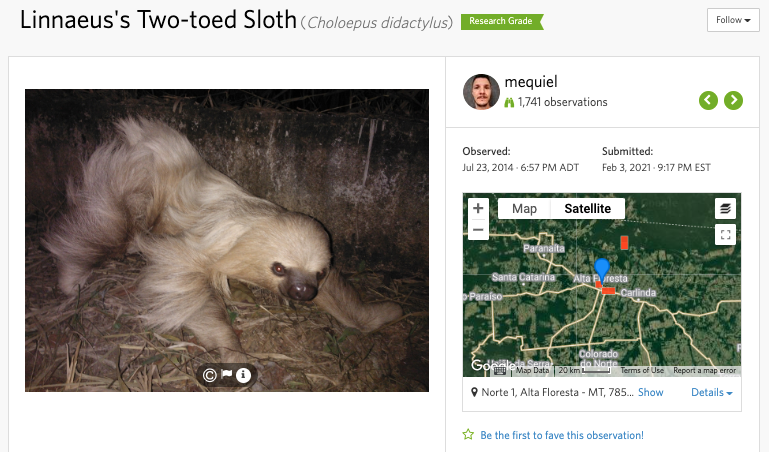 Linnaeus's Two-toed Sloth (Choloepus didactylus) Research Grade
Follow
mequiel
1,741 observations
Observed:
Jul 23, 2014 · 6:57 PM ADT
Submitted:
Feb 3, 2021 · 9:17 PM EST
+
−
Map
Satellite
Paranaíta
Santa Catarina
Alta Floresta
o Paraíso
Carlinda
Colorado
do Norte
Google
Map Data
20 km
Terms of Use
Report a map error
Norte 1, Alta Floresta - MT, 785...
Show
Details
Be the first to fave this observation!